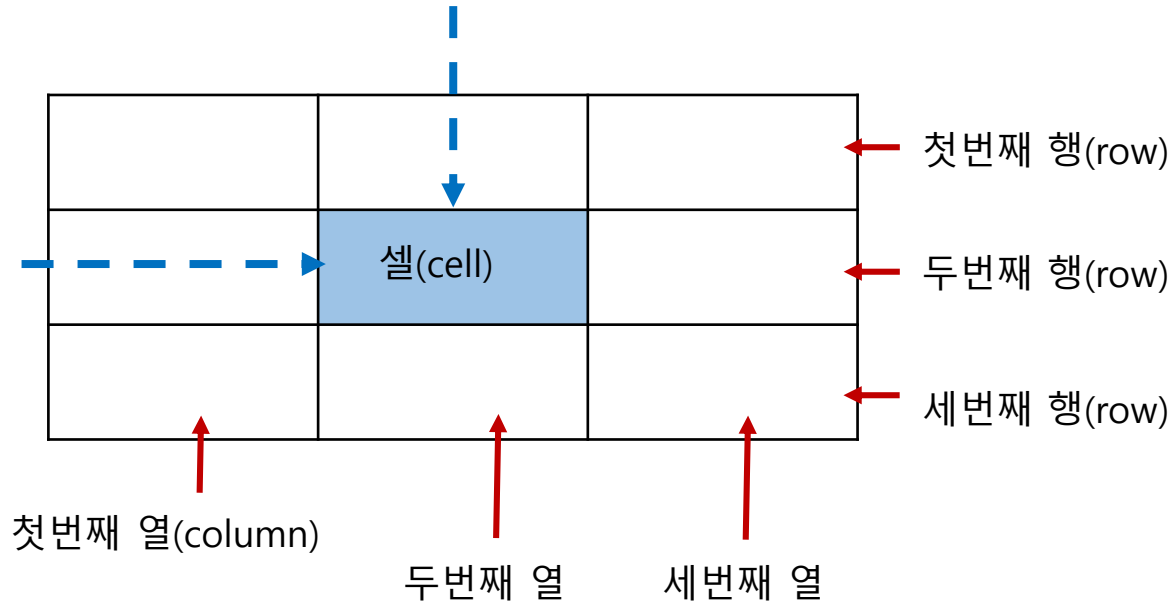 첫번째 행(row)
셀(cell)
두번째 행(row)
세번째 행(row)
첫번째 열(column)
두번째 열
세번째 열